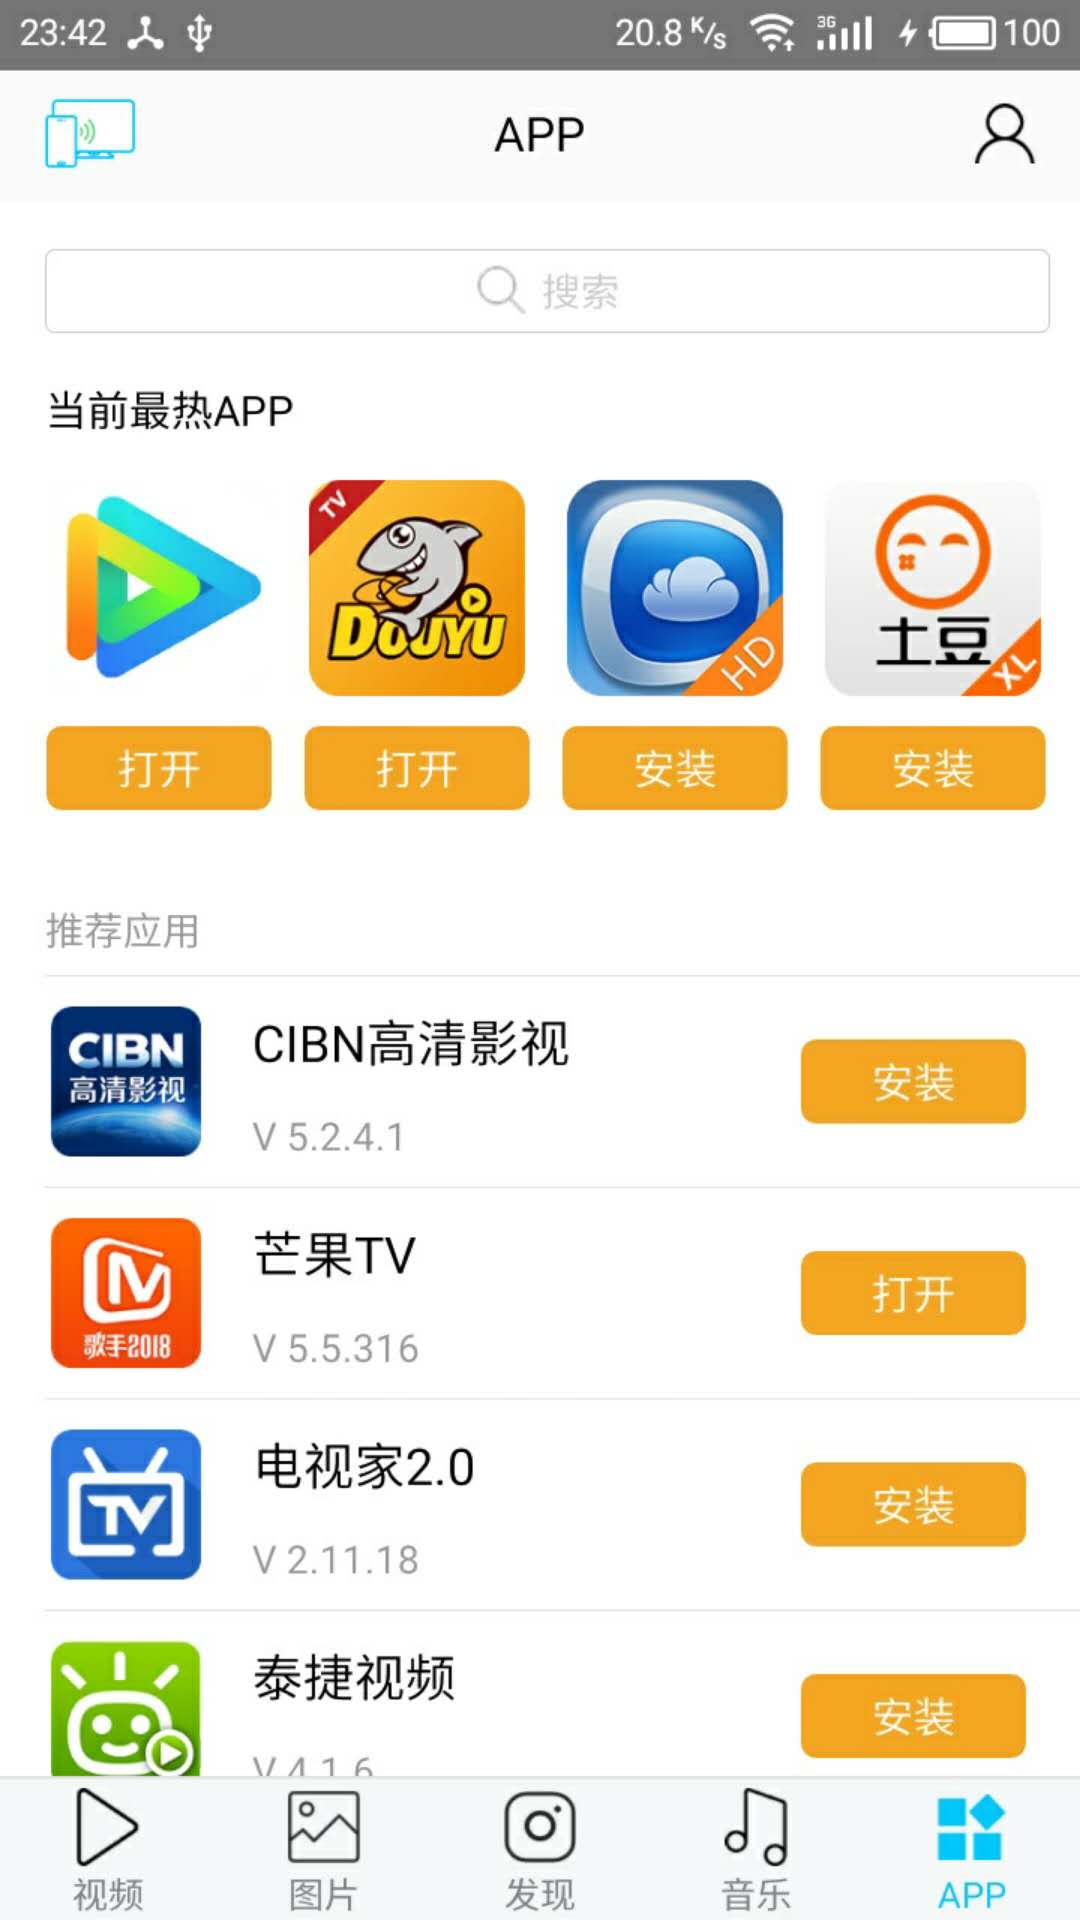 23:42
20.8 K/s
3G
100
APP
搜索
当前最热APP
TV
DOUYU
HD
土豆
XL
打开
打开
安装
安装
推荐应用
CIBN
高清影视
CIBN高清影视
V 5.2.4.1
安装
歌手2018
芒果TV
V 5.5.316
打开
TV
电视家2.0
V 2.11.18
安装
泰捷视频
V 4.1.6
安装
视频
图片
发现
音乐
APP